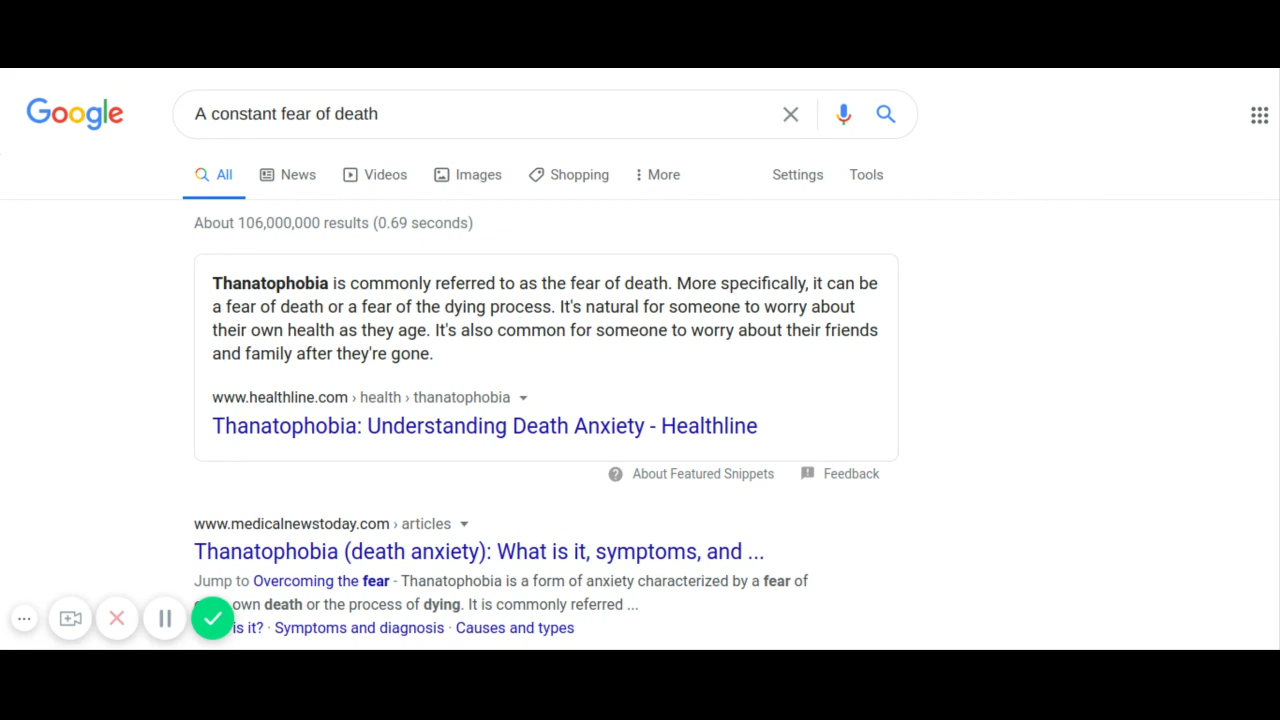 Google
A constant fear of death
All News Videos Images Shopping More Settings Tools
About 106,000,000 results (0.69 seconds)
Thanatophobia is commonly referred to as the fear of death. More specifically, it can be
a fear of death or a fear of the dying process. It's natural for someone to worry about
their own health as they age. It's also common for someone to worry about their friends
and family after they're gone.
www.healthline.com › health › thanatophobia
Thanatophobia: Understanding Death Anxiety - Healthline
About Featured Snippets Feedback
www.medicalnewstoday.com › articles
Thanatophobia (death anxiety): What is it, symptoms, and ...
Jump to Overcoming the fear - Thanatophobia is a form of anxiety characterized by a fear of
own death or the process of dying. It is commonly referred ...
is it? · Symptoms and diagnosis · Causes and types